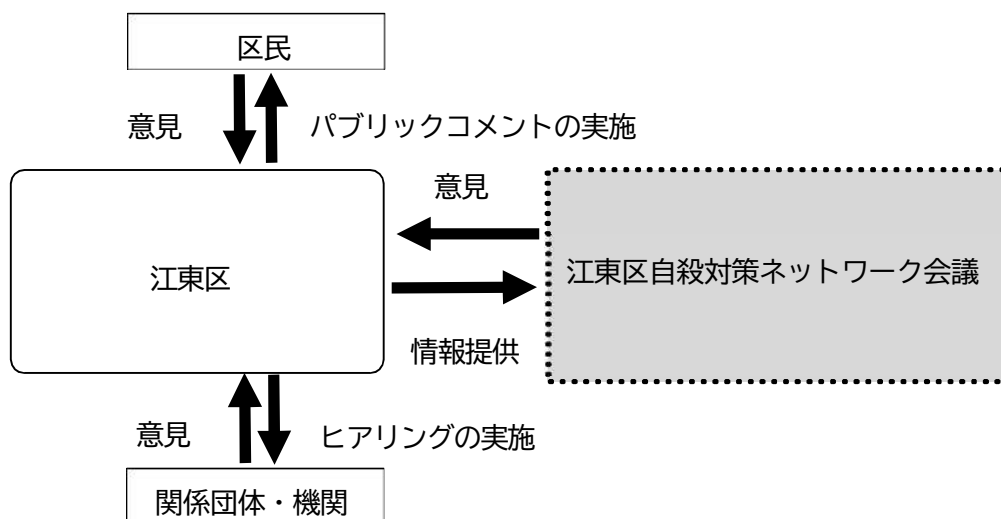 区民
意見
パブリックコメントの実施
意見
江東区
江東区自殺対策ネットワーク会議
情報提供
意見
ヒアリングの実施
関係団体・機関